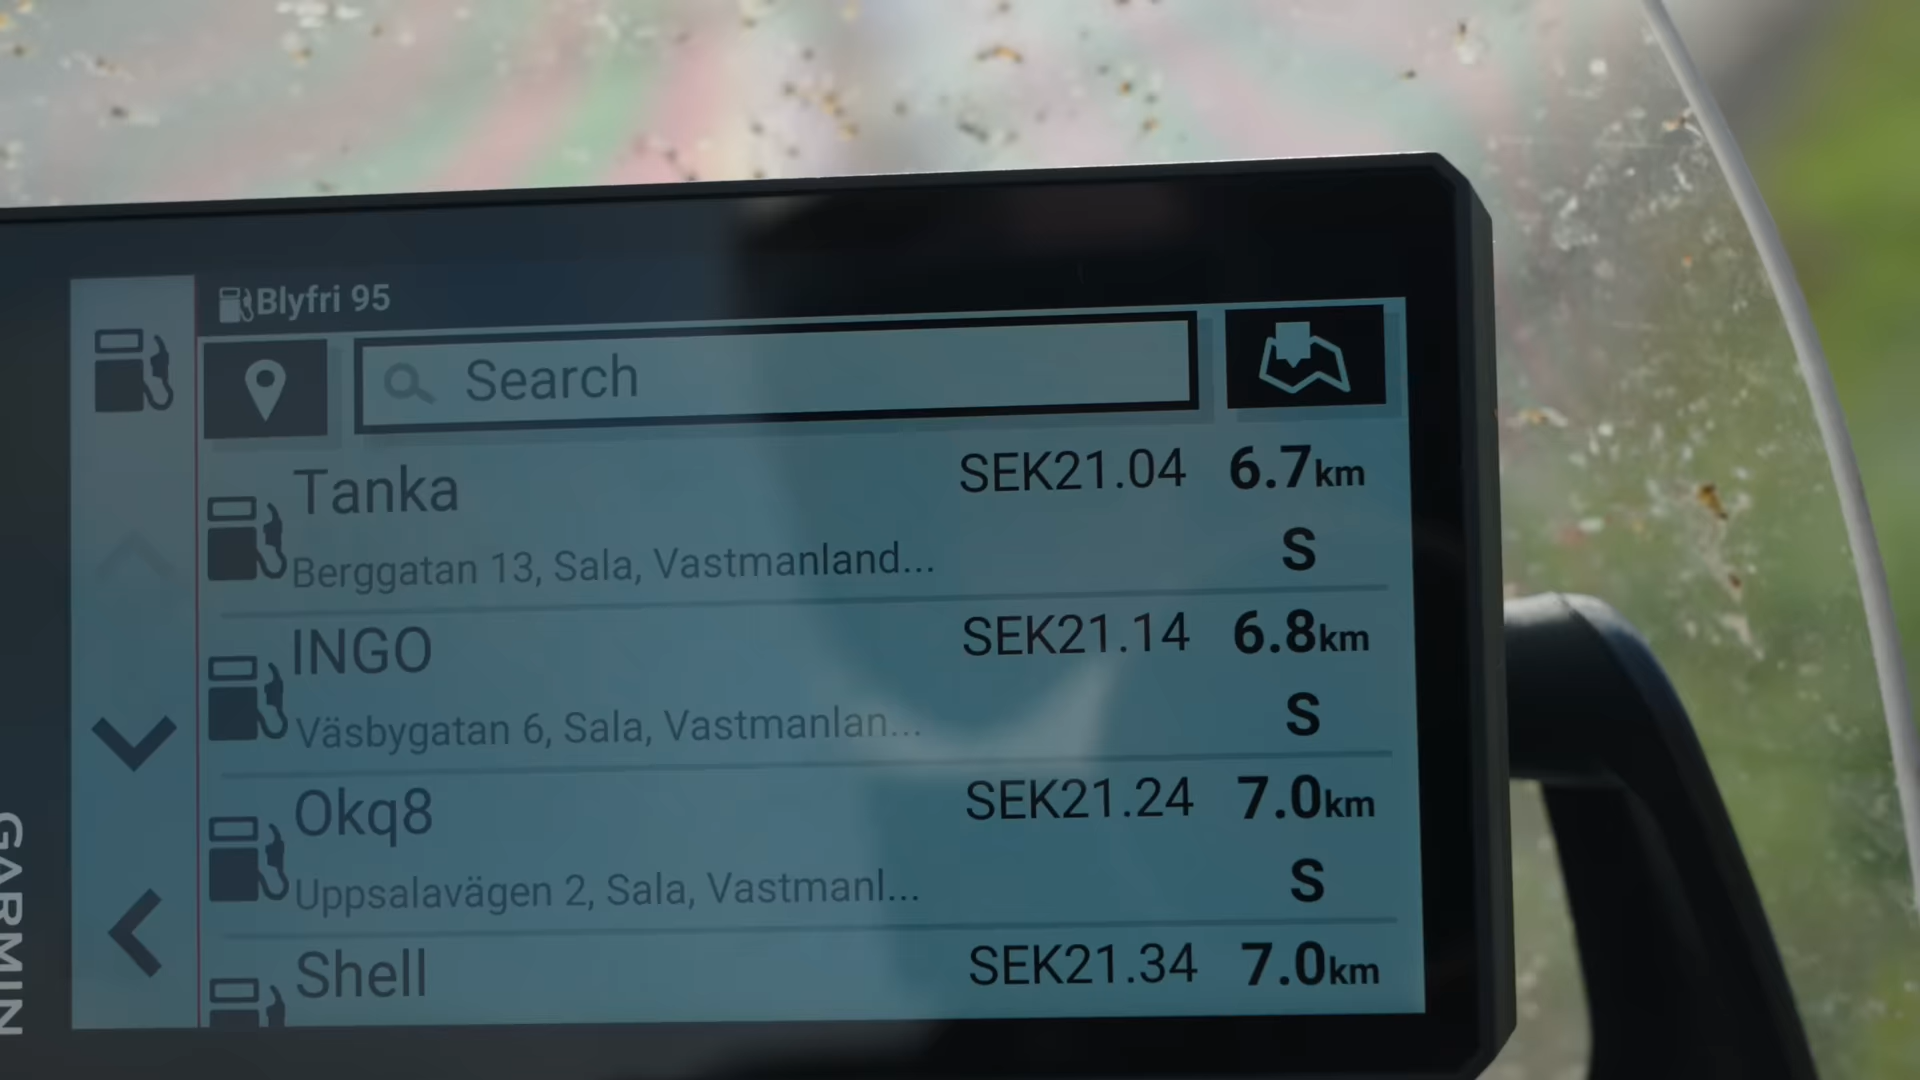 Blyfri 95
Search
Tanka SEK21.04 6.7km
Berggatan 13, Sala, Vastmanland... S
INGO SEK21.14 6.8km
Väsbygatan 6, Sala, Vastmanlan... S
Okq8 SEK21.24 7.0km
Uppsalavägen 2, Sala, Vastmanl... S
Shell SEK21.34 7.0km
GARMIN